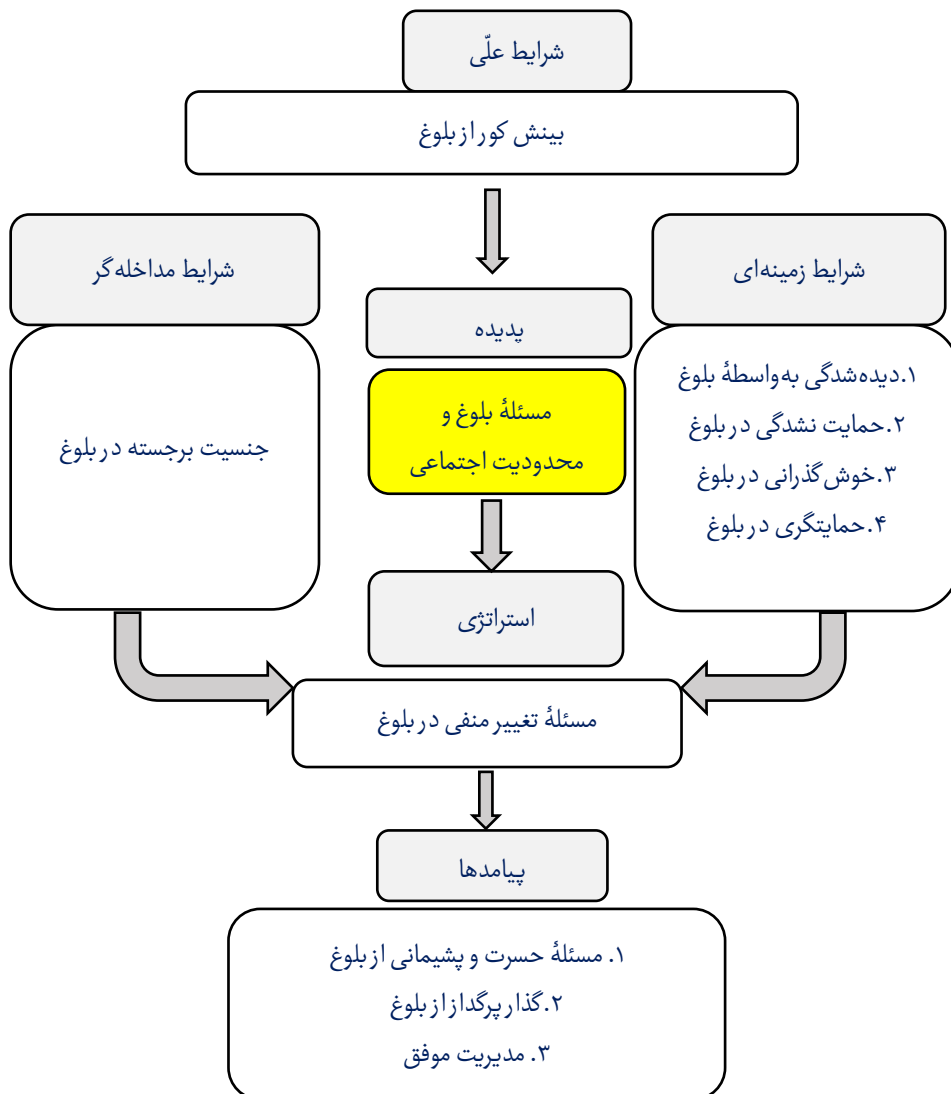 شرایط علّی
بینش کور از بلوغ
شرایط زمینه‌ای
۱.دیده‌شدگی به‌واسطهٔ بلوغ
۲.حمایت نشدگی در بلوغ
۳.خوش‌گذرانی در بلوغ
۴.حمایتگری در بلوغ
پدیده
مسئلهٔ بلوغ و
محدودیت اجتماعی
شرایط مداخله‌گر
جنسیت برجسته در بلوغ
استراتژی
مسئلهٔ تغییر منفی در بلوغ
پیامدها
۱. مسئلهٔ حسرت و پشیمانی از بلوغ
۲.گذار پرگداز از بلوغ
۳. مدیریت موفق